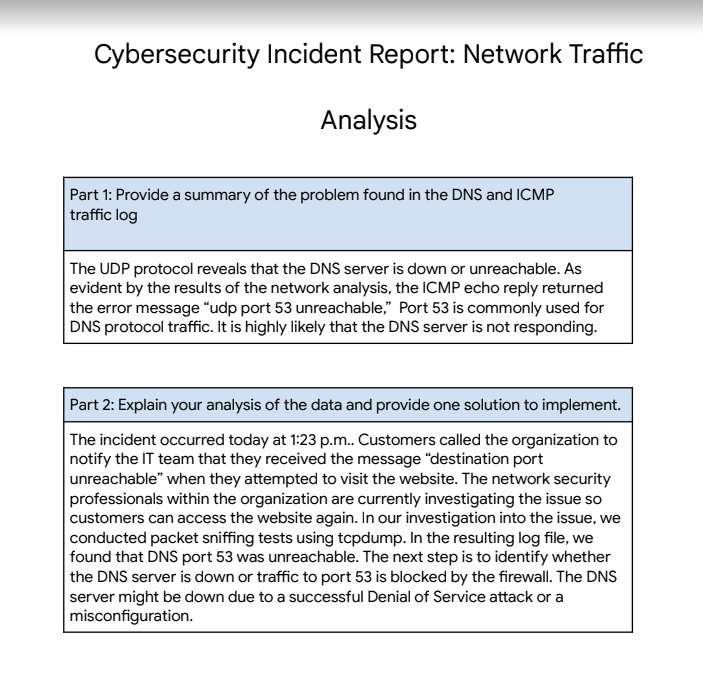 Cybersecurity Incident Report: Network Traffic
Analysis
Part 1: Provide a summary of the problem found in the DNS and ICMP
traffic log
The UDP protocol reveals that the DNS server is down or unreachable. As
evident by the results of the network analysis, the ICMP echo reply returned
the error message “udp port 53 unreachable,” Port 53 is commonly used for
DNS protocol traffic. It is highly likely that the DNS server is not responding.
Part 2: Explain your analysis of the data and provide one solution to implement.
The incident occurred today at 1:23 p.m.. Customers called the organization to
notify the IT team that they received the message “destination port
unreachable” when they attempted to visit the website. The network security
professionals within the organization are currently investigating the issue so
customers can access the website again. In our investigation into the issue, we
conducted packet sniffing tests using tcpdump. In the resulting log file, we
found that DNS port 53 was unreachable. The next step is to identify whether
the DNS server is down or traffic to port 53 is blocked by the firewall. The DNS
server might be down due to a successful Denial of Service attack or a
misconfiguration.